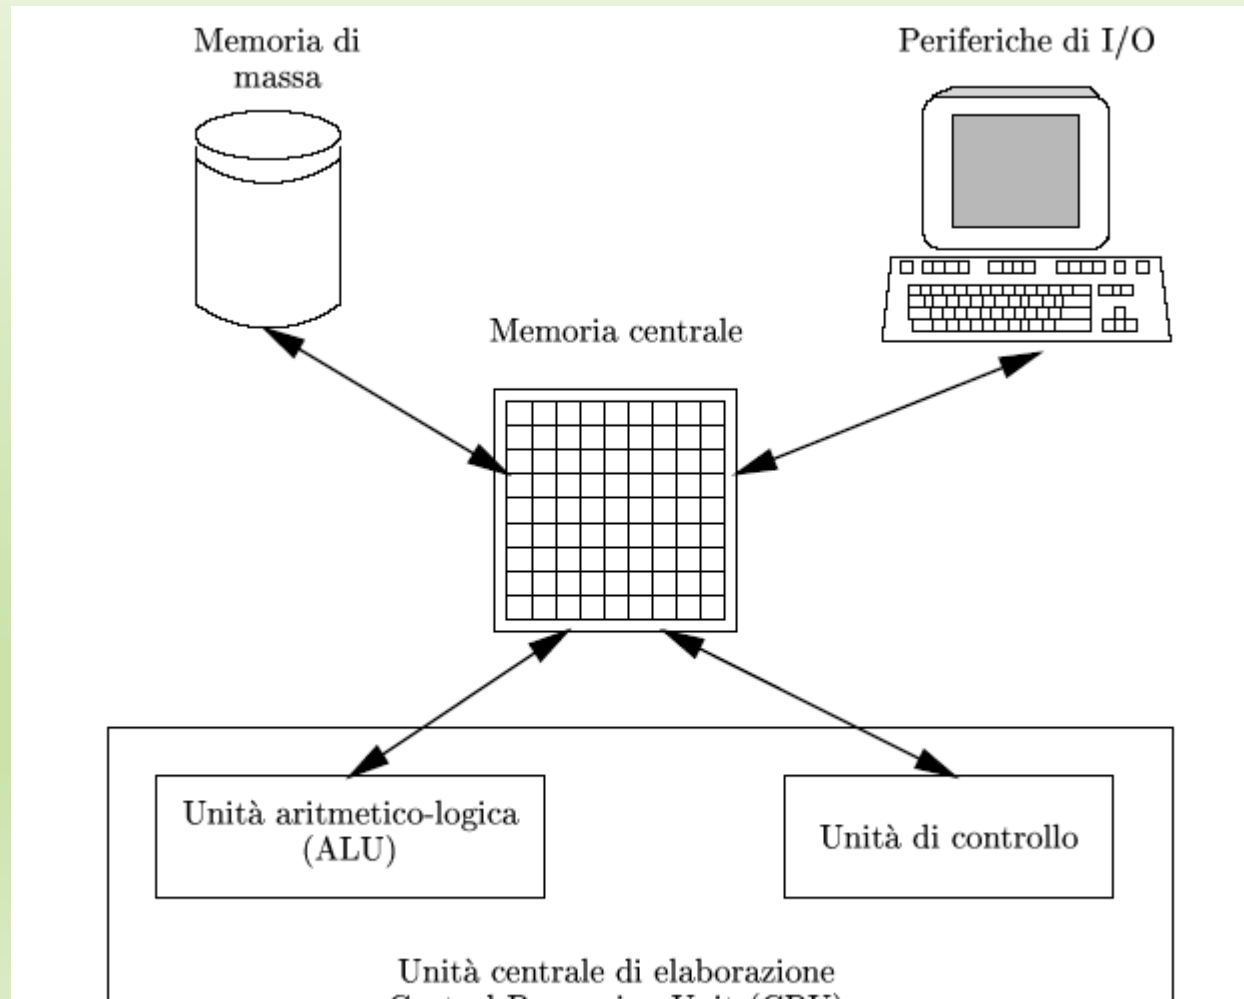 Memoria di
massa
Periferiche di I/O
Memoria centrale
Unità aritmetico-logica
(ALU)
Unità di controllo
Unità centrale di elaborazione